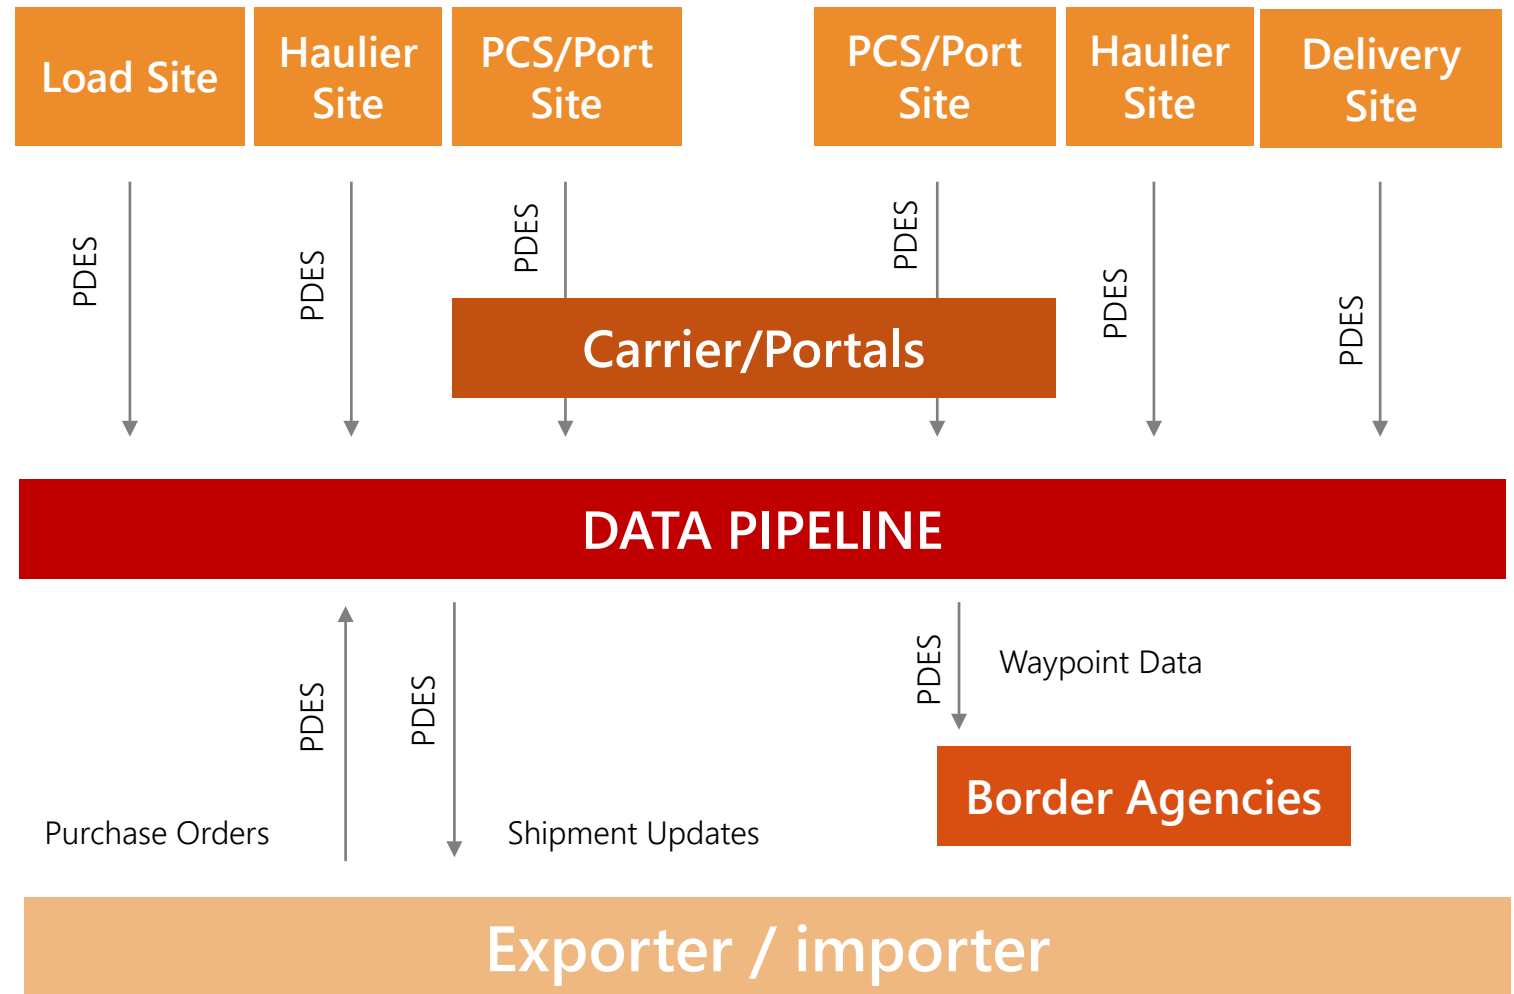 Load Site
Haulier
Site
PCS/Port
Site
PCS/Port
Site
Haulier
Site
Delivery
Site
PDES
PDES
PDES
PDES
PDES
PDES
Carrier/Portals
DATA PIPELINE
PDES
PDES
PDES
Waypoint Data
Border Agencies
Purchase Orders
Shipment Updates
Exporter / importer